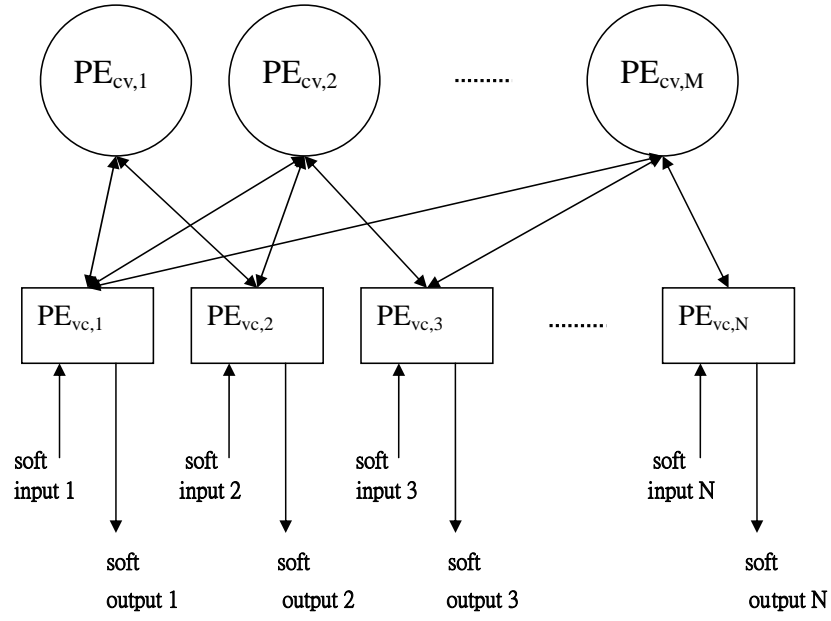 PEcv,1 PEcv,2 ......... PEcv,M
PEvc,1 PEvc,2 PEvc,3 ......... PEvc,N
soft input 1
soft input 2
soft input 3
soft input N
soft output 1
soft output 2
soft output 3
soft output N